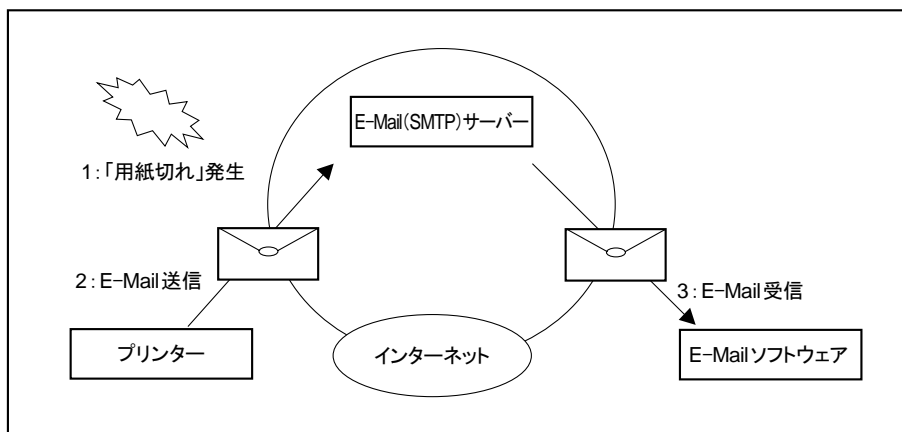 E-Mail(SMTP)サーバー
1:「用紙切れ」発生
2:E-Mail送信
3:E-Mail受信
プリンター
インターネット
E-Mailソフトウェア